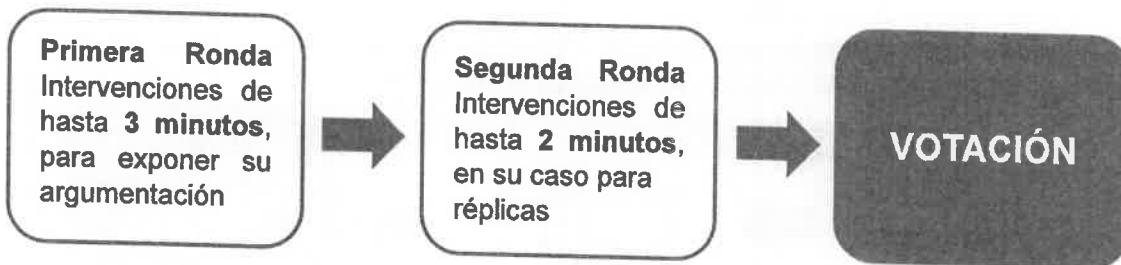 Primera Ronda
Intervenciones de
hasta 3 minutos,
para exponer su
argumentación
Segunda Ronda
Intervenciones de
hasta 2 minutos,
en su caso para
réplicas
VOTACIÓN